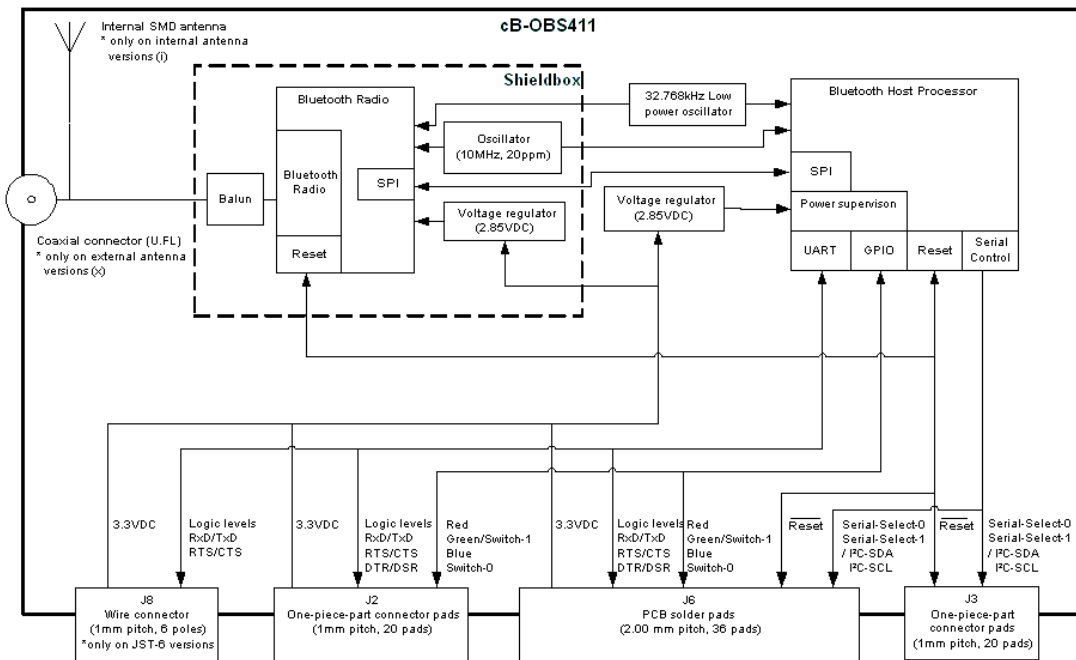 cB-OBS411
Internal SMD antenna
* only on internal antenna
versions (i)
Shieldbox
Bluetooth Radio
32.768kHz Low
power oscillator
Bluetooth Host Processor
Oscillator
(10MHz, 20ppm)
Bluetooth
Radio
SPI
SPI
Balun
Voltage regulator
(2.85VDC)
Voltage regulator
(2.85VDC)
Power supervison
Coaxial connector (U.FL)
* only on external antenna
versions (x)
Reset
UART
GPIO
Reset
Serial
Control
3.3VDC
Logic levels
RxD/TxD
RTS/CTS
3.3VDC
Logic levels
RxD/TxD
RTS/CTS
DTR/DSR
Red
Green/Switch-1
Blue
Switch-0
3.3VDC
Logic levels
RxD/TxD
RTS/CTS
DTR/DSR
Red
Green/Switch-1
Blue
Switch-0
Reset
Serial-Select-0
Serial-Select-1
/ I²C-SDA
I²C-SCL
Reset
Serial-Select-0
Serial-Select-1
/ I²C-SDA
I²C-SCL
J8
Wire connector
(1mm pitch, 6 poles)
*only on JST-6 versions
J2
One-piece-part connector pads
(1mm pitch, 20 pads)
J6
PCB solder pads
(2.00 mm pitch, 36 pads)
J3
One-piece-part
connector pads
(1mm pitch, 20 pads)